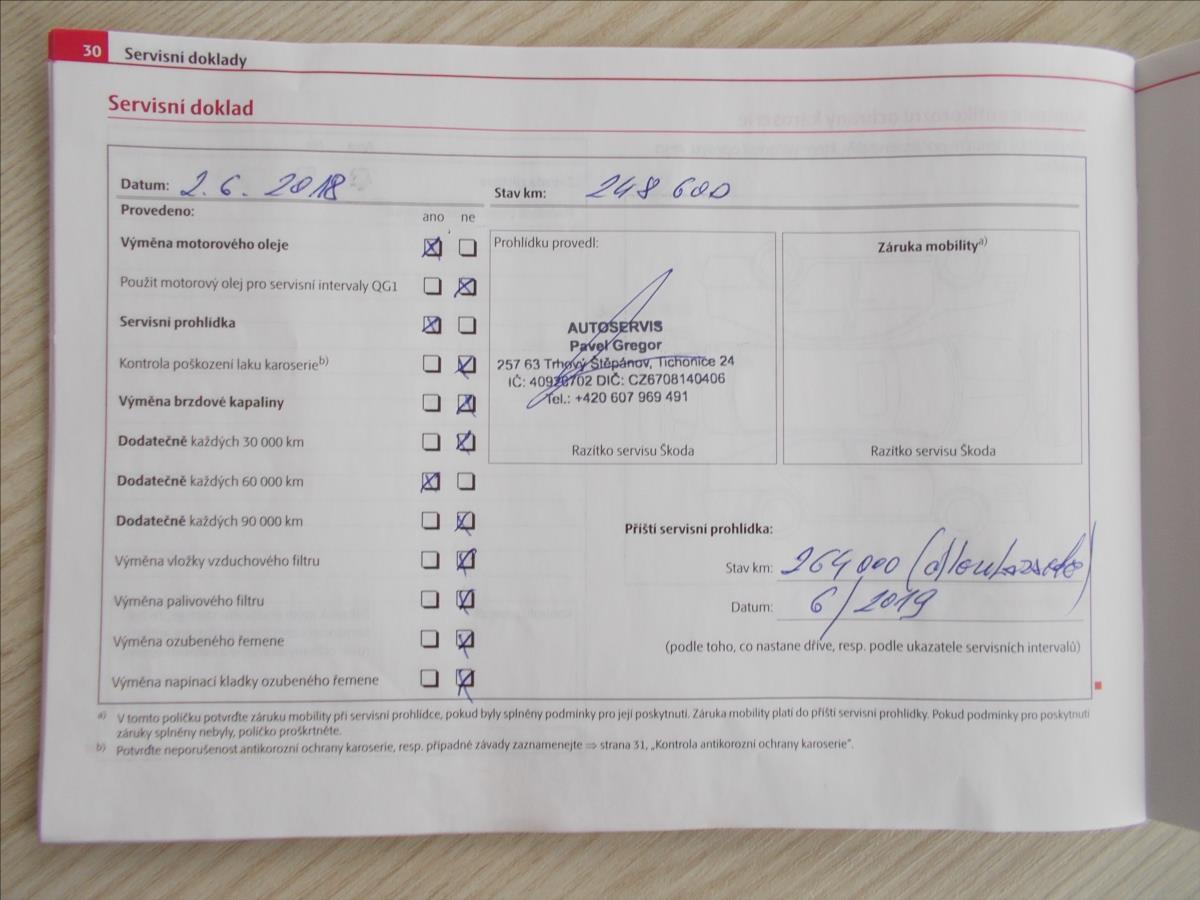 30 Servisní doklady
Servisní doklad
Datum: 2. 6. 2018
Stav km: 248 600
Provedeno:
ano ne
Výměna motorového oleje
Použit motorový olej pro servisní intervaly QG1
Servisní prohlídka
Kontrola poškození laku karoserieb)
Výměna brzdové kapaliny
Dodatečně každých 30 000 km
Dodatečně každých 60 000 km
Dodatečně každých 90 000 km
Výměna vložky vzduchového filtru
Výměna palivového filtru
Výměna ozubeného řemene
Výměna napínací kladky ozubeného řemene
Prohlídku provedl:
AUTOSERVIS
Pavel Gregor
257 63 Trhový Štěpánov, Tichonice 24
IČ: DIČ: CZ6708140406
Tel.: +420 607 969 491
Razítko servisu Škoda
Záruka mobilitya)
Razítko servisu Škoda
Příští servisní prohlídka:
Stav km: 264 000
Datum: 6/2019
(podle toho, co nastane dříve, resp. podle ukazatele servisních intervalů)
a) V tomto políčku potvrďte záruku mobility při servisní prohlídce, pokud byly splněny podmínky pro její poskytnutí. Záruka mobility platí do příští servisní prohlídky. Pokud podmínky pro poskytnutí
záruky splněny nebyly, políčko proškrtněte.
b) Potvrďte neporušenost antikorozní ochrany karoserie, resp. případné závady zaznamenejte ⇒ strana 31, „Kontrola antikorozní ochrany karoserie“.